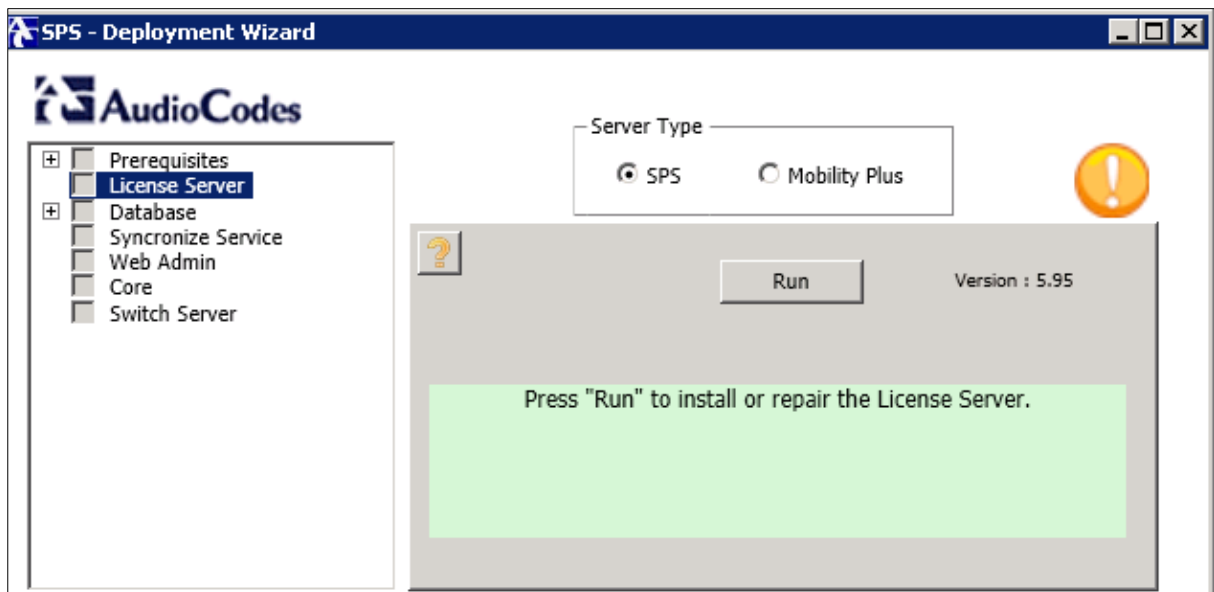 SPS - Deployment Wizard
AudioCodes
Server Type
SPS
Mobility Plus
Prerequisites
License Server
Database
Syncronize Service
Web Admin
Core
Switch Server
Run
Version : 5.95
Press "Run" to install or repair the License Server.